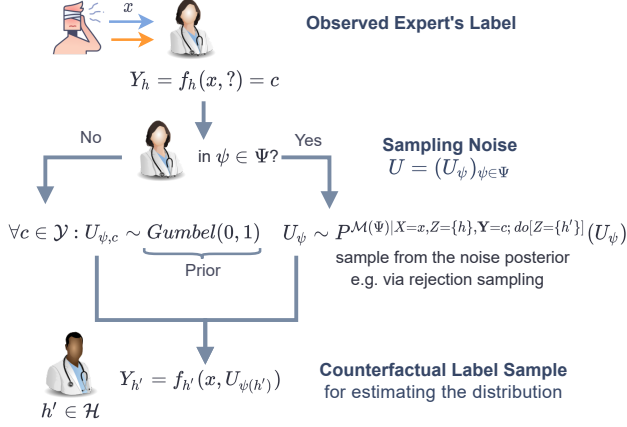 x
Observed Expert's Label
Y_h = f_h(x, ?) = c
No
in ψ ∈ Ψ?
Yes
Sampling Noise
U = (U_ψ)_{ψ∈Ψ}
∀c ∈ 𝒴 : U_{ψ,c} ~ Gumbel(0, 1)
Prior
U_ψ ~ P^{ℳ(Ψ)|X=x,Z={h},𝐘=c; do[Z={h′}]}(U_ψ)
sample from the noise posterior
e.g. via rejection sampling
Y_{h′} = f_{h′}(x, U_{ψ(h′)})
h′ ∈ ℋ
Counterfactual Label Sample
for estimating the distribution